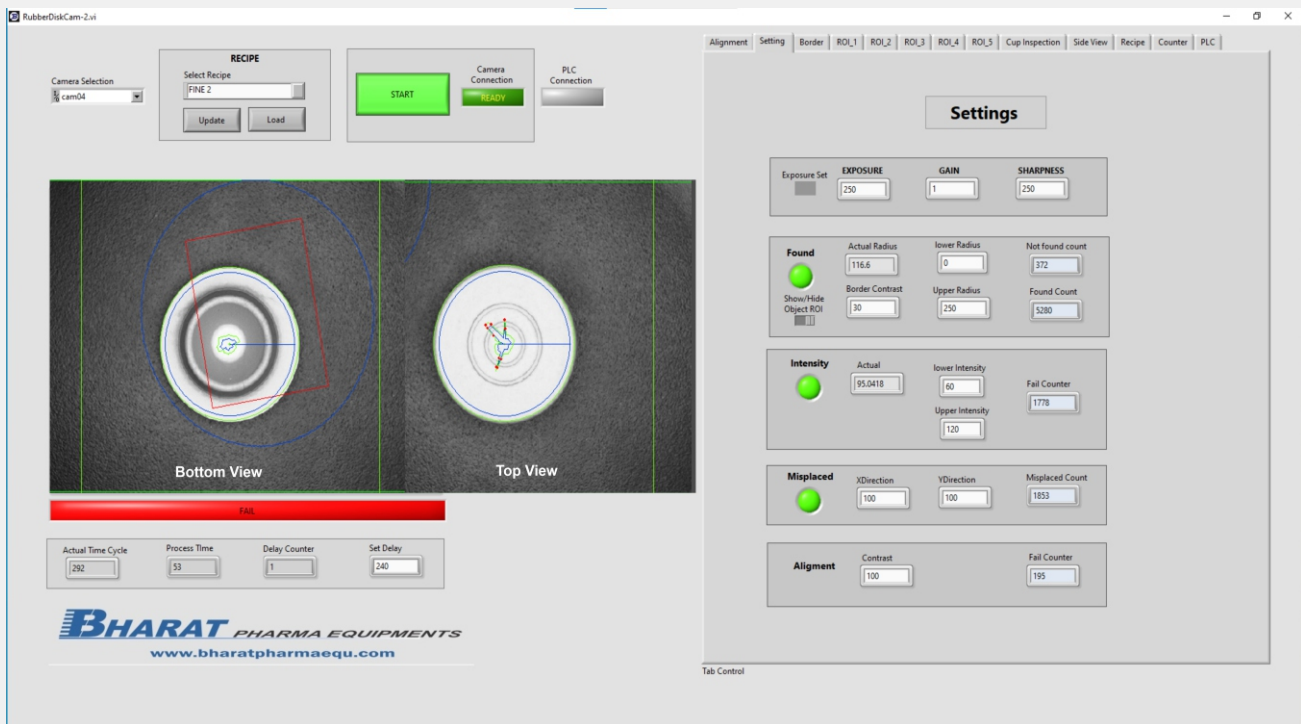 RubberDiskCam-2.vi
Camera Selection
cam04
RECIPE
Select Recipe
FINE 2
Update
Load
START
Camera
Connection
READY
PLC
Connection
Bottom View
Top View
FAIL
Actual Time Cycle
292
Process TIme
53
Delay Counter
1
Set Delay
240
BHARAT PHARMA EQUIPMENTS
www.bharatpharmaequ.com
Alignment Setting Border ROI_1 ROI_2 ROI_3 ROI_4 ROI_5 Cup Inspection Side View Recipe Counter PLC
Settings
Exposure Set
EXPOSURE
250
GAIN
1
SHARPNESS
250
Found
Show/Hide
Object ROI
Actual Radius
116.6
lower Radius
0
Not found count
372
Border Contrast
30
Upper Radius
250
Found Count
5280
Intensity
Actual
95.0418
lower Intensity
60
Upper Intensity
120
Fail Counter
1778
Misplaced
XDirection
100
YDirection
100
Misplaced Count
1853
Aligment
Contrast
100
Fail Counter
195
Tab Control